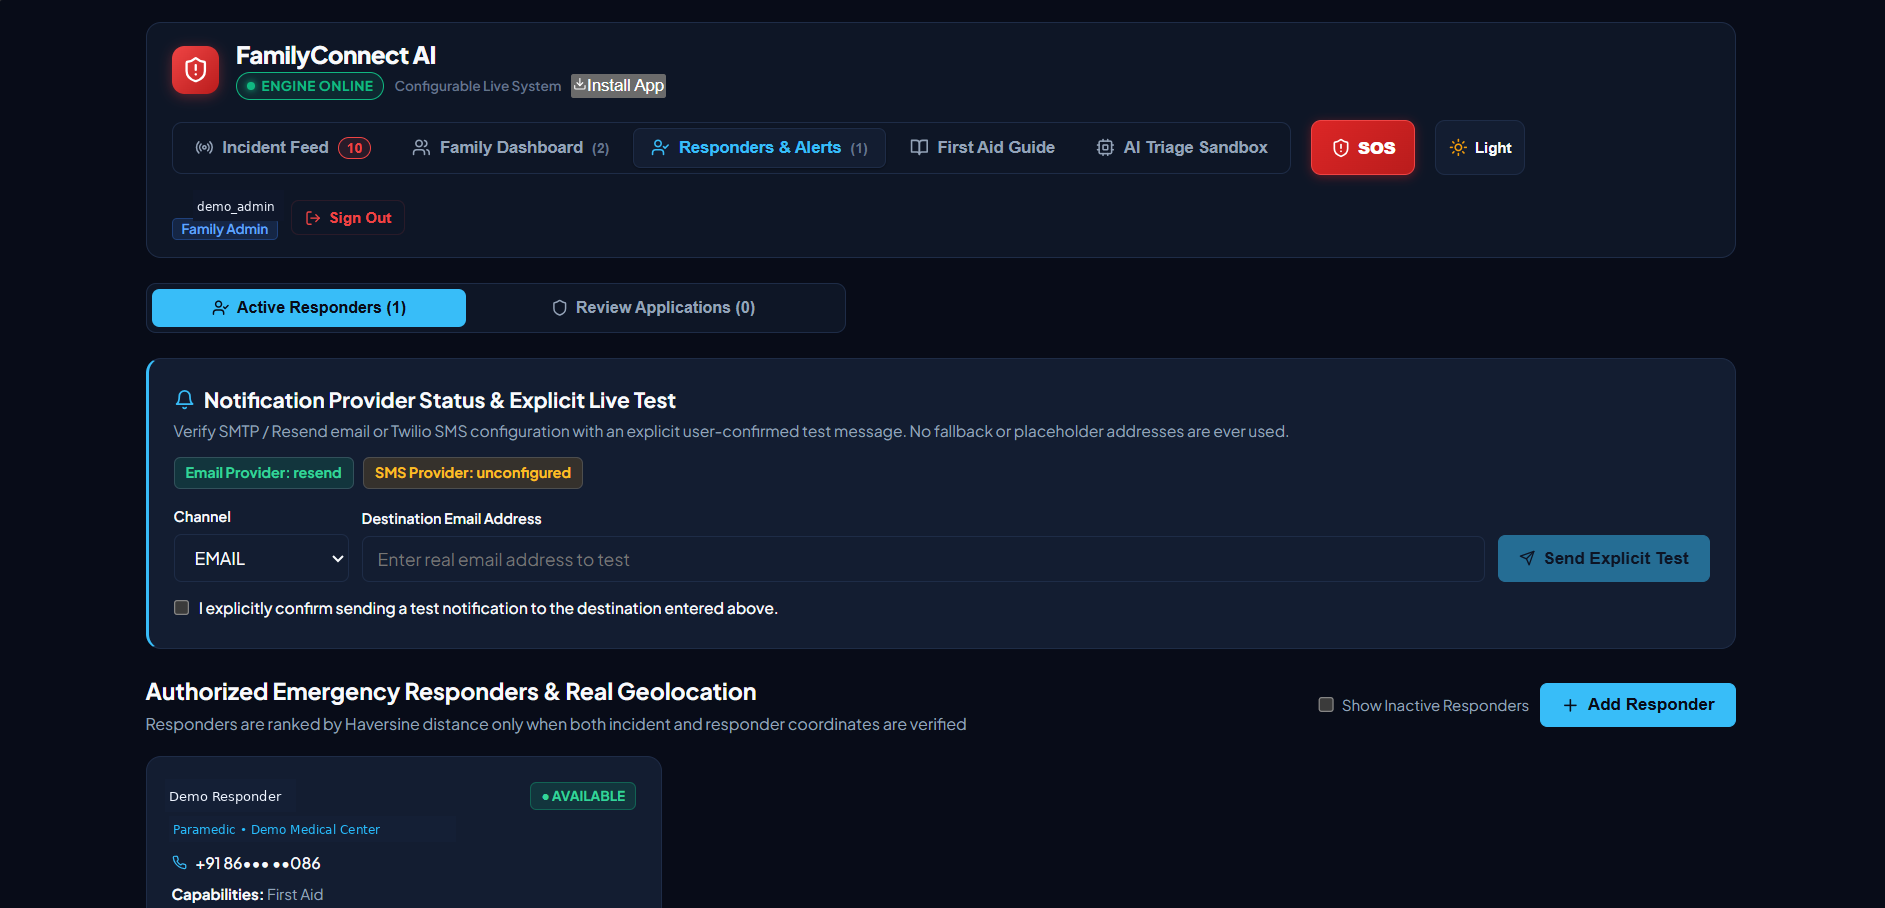 FamilyConnect AI
ENGINE ONLINE Configurable Live System Install App
Incident Feed 10 Family Dashboard (2) Responders & Alerts (1) First Aid Guide AI Triage Sandbox SOS Light
demo_admin
Family Admin
Sign Out
Active Responders (1) Review Applications (0)
Notification Provider Status & Explicit Live Test
Verify SMTP / Resend email or Twilio SMS configuration with an explicit user-confirmed test message. No fallback or placeholder addresses are ever used.
Email Provider: resend SMS Provider: unconfigured
Channel Destination Email Address
EMAIL Enter real email address to test Send Explicit Test
I explicitly confirm sending a test notification to the destination entered above.
Authorized Emergency Responders & Real Geolocation
Responders are ranked by Haversine distance only when both incident and responder coordinates are verified
Show Inactive Responders + Add Responder
Demo Responder ● AVAILABLE
Paramedic • Demo Medical Center
+91 86●●● ●●086
Capabilities: First Aid